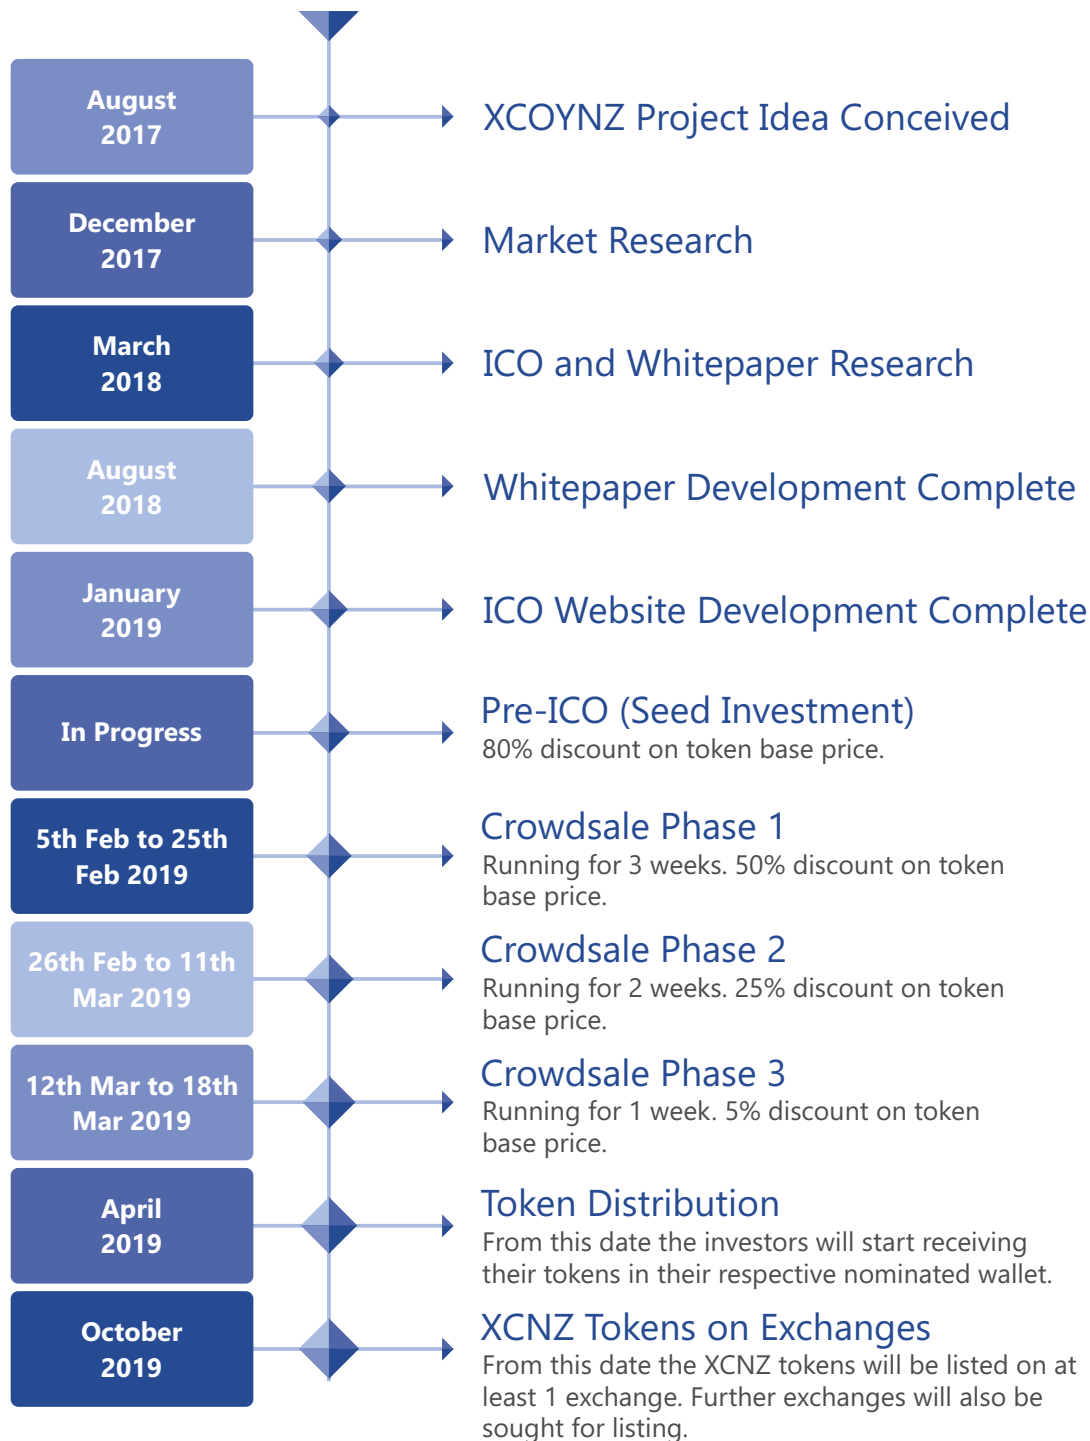 August
2017
XCOYNZ Project Idea Conceived
December
2017
Market Research
March
2018
ICO and Whitepaper Research
August
2018
Whitepaper Development Complete
January
2019
ICO Website Development Complete
In Progress
Pre-ICO (Seed Investment)
80% discount on token base price.
5th Feb to 25th
Feb 2019
Crowdsale Phase 1
Running for 3 weeks. 50% discount on token
base price.
26th Feb to 11th
Mar 2019
Crowdsale Phase 2
Running for 2 weeks. 25% discount on token
base price.
12th Mar to 18th
Mar 2019
Crowdsale Phase 3
Running for 1 week. 5% discount on token
base price.
April
2019
Token Distribution
From this date the investors will start receiving
their tokens in their respective nominated wallet.
October
2019
XCNZ Tokens on Exchanges
From this date the XCNZ tokens will be listed on at
least 1 exchange. Further exchanges will also be
sought for listing.